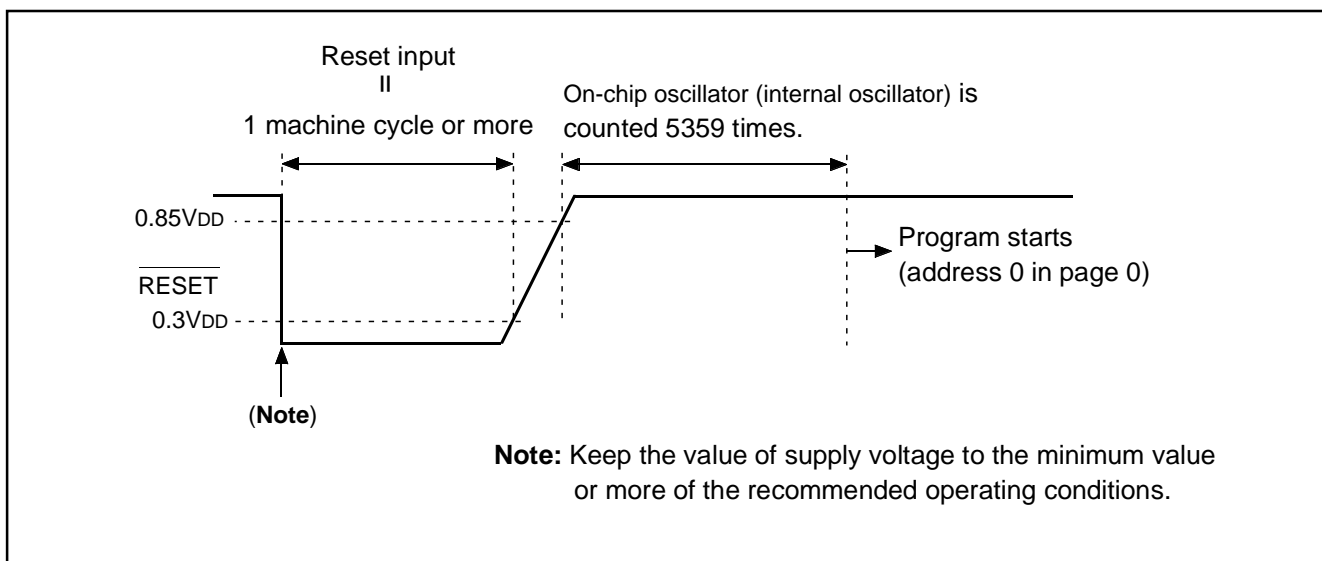 Reset input
=
1 machine cycle or more
On-chip oscillator (internal oscillator) is
counted 5359 times.
0.85VDD
RESET
0.3VDD
Program starts
(address 0 in page 0)
(Note)
Note: Keep the value of supply voltage to the minimum value
or more of the recommended operating conditions.